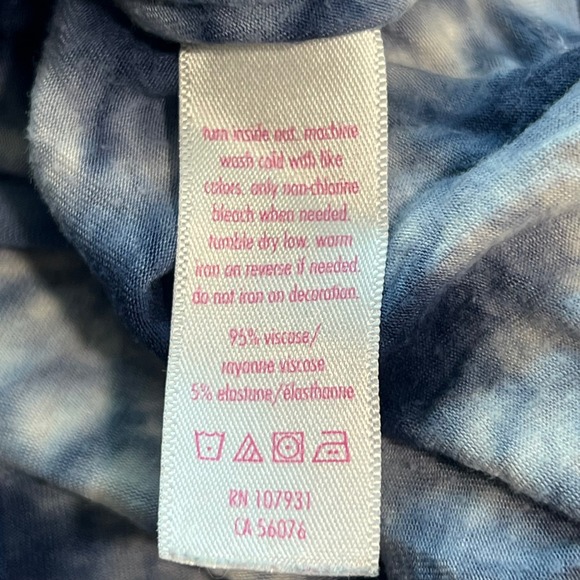 turn inside out. machine
wash cold with like
colors. only non-chlorine
bleach when needed.
tumble dry low. warm
iron on reverse if needed.
do not iron on decoration.
95% viscose/
rayonne viscose
5% elastane/élasthanne
RN 107931
CA 56076